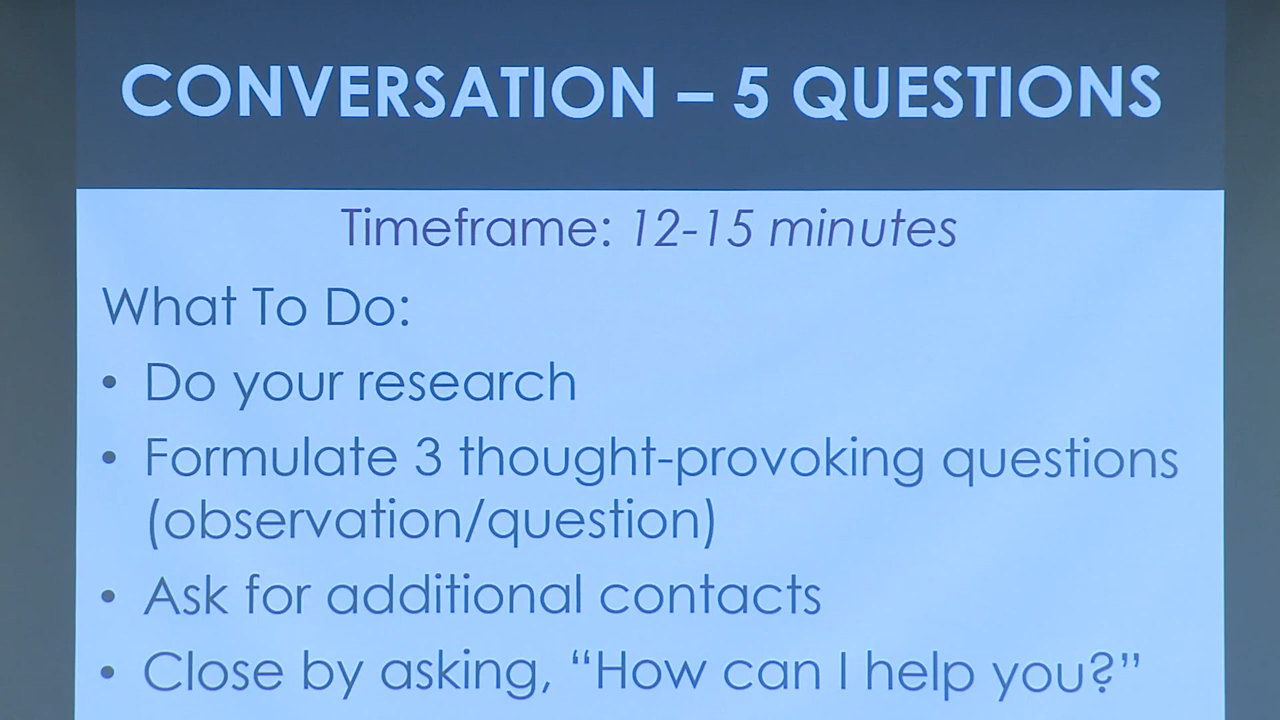 CONVERSATION – 5 QUESTIONS
Timeframe: 12-15 minutes
What To Do:
• Do your research
• Formulate 3 thought-provoking questions
(observation/question)
• Ask for additional contacts
• Close by asking, “How can I help you?”